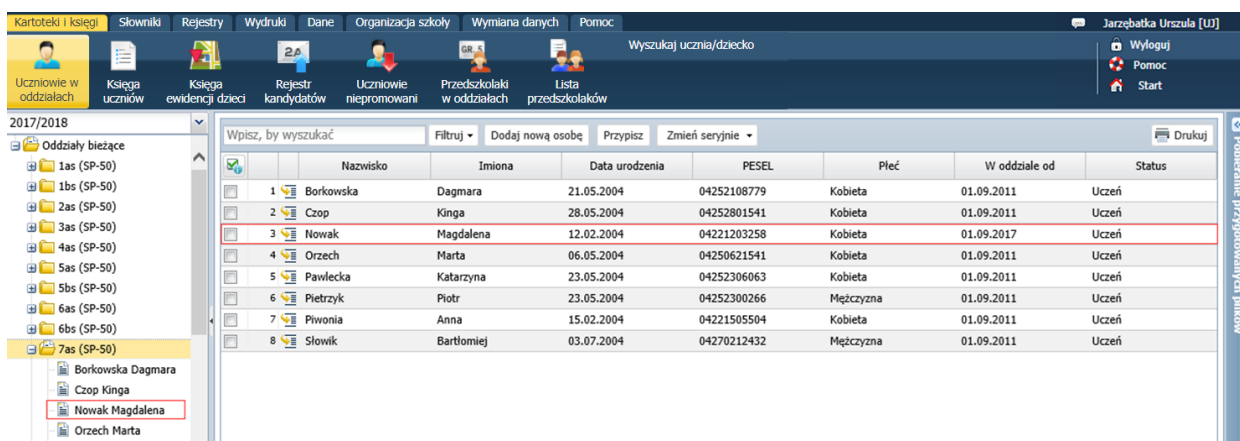 Kartoteki i księgi Słowniki Rejestry Wydruki Dane Organizacja szkoły Wymiana danych Pomoc Jarzębatka Urszula [UJ]
Uczniowie w oddziałach
Księga uczniów
Księga ewidencji dzieci
Rejestr kandydatów
Uczniowie niepromowani
GR. 5
Przedszkolaki w oddziałach
Lista przedszkolaków
Wyszukaj ucznia/dziecko
Wyloguj
Pomoc
Start
2017/2018
Oddziały bieżące
1as (SP-50)
1bs (SP-50)
2as (SP-50)
3as (SP-50)
4as (SP-50)
5as (SP-50)
5bs (SP-50)
6as (SP-50)
6bs (SP-50)
7as (SP-50)
Borkowska Dagmara
Czop Kinga
Nowak Magdalena
Orzech Marta
Wpisz, by wyszukać Filtruj Dodaj nową osobę Przypisz Zmień seryjnie Drukuj
Nazwisko Imiona Data urodzenia PESEL Płeć W oddziale od Status
1 Borkowska Dagmara 21.05.2004 04252108779 Kobieta 01.09.2011 Uczeń
2 Czop Kinga 28.05.2004 04252801541 Kobieta 01.09.2011 Uczeń
3 Nowak Magdalena 12.02.2004 04221203258 Kobieta 01.09.2017 Uczeń
4 Orzech Marta 06.05.2004 04250621541 Kobieta 01.09.2011 Uczeń
5 Pawlecka Katarzyna 23.05.2004 04252306063 Kobieta 01.09.2011 Uczeń
6 Pietrzyk Piotr 23.05.2004 04252300266 Mężczyzna 01.09.2011 Uczeń
7 Piwonia Anna 15.02.2004 04221505504 Kobieta 01.09.2011 Uczeń
8 Słowik Bartłomiej 03.07.2004 04270212432 Mężczyzna 01.09.2011 Uczeń
Pobieranie przygotowanych plików